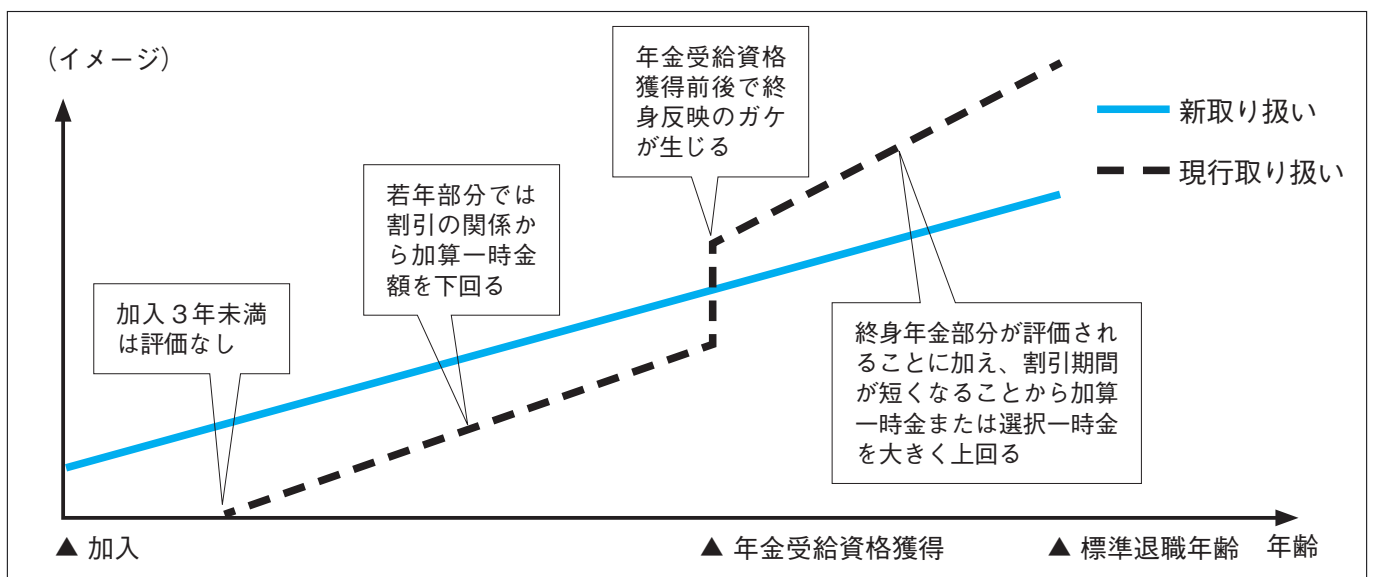 （イメージ）
年金受給資格
獲得前後で終
身反映のガケ
が生じる
新取り扱い
現行取り扱い
若年部分では
割引の関係か
ら加算一時金
額を下回る
加入３年未満
は評価なし
終身年金部分が評価され
ることに加え、割引期間
が短くなることから加算
一時金または選択一時金
を大きく上回る
▲ 加入
▲ 年金受給資格獲得
▲ 標準退職年齢
年齢